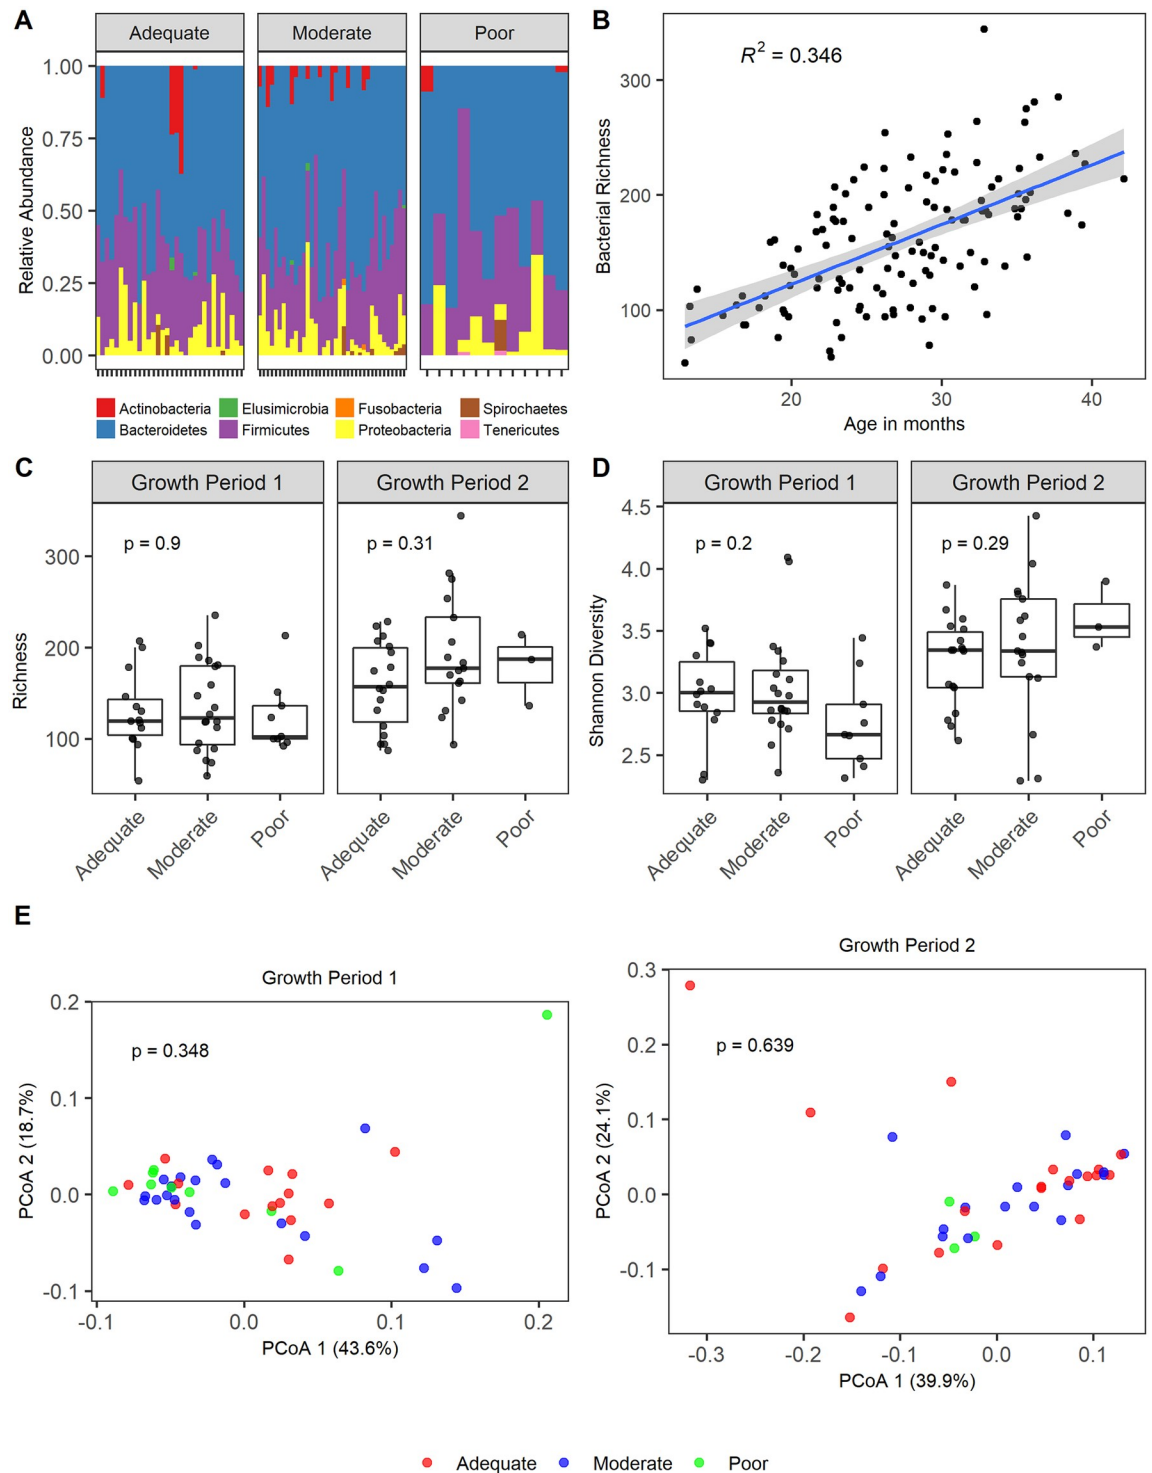 A
Adequate
Moderate
Poor
Relative Abundance
1.00
0.75
0.50
0.25
0.00
Actinobacteria
Elusimicrobia
Fusobacteria
Spirochaetes
Bacteroidetes
Firmicutes
Proteobacteria
Tenericutes
B
R² = 0.346
Bacterial Richness
300
200
100
20
30
40
Age in months
C
Growth Period 1
Growth Period 2
p = 0.9
p = 0.31
Richness
300
200
100
Adequate
Moderate
Poor
Adequate
Moderate
Poor
D
Growth Period 1
Growth Period 2
p = 0.2
p = 0.29
Shannon Diversity
4.5
4.0
3.5
3.0
2.5
Adequate
Moderate
Poor
Adequate
Moderate
Poor
E
Growth Period 1
p = 0.348
PCoA 2 (18.7%)
0.2
0.1
0.0
-0.1
-0.1
0.0
0.1
0.2
PCoA 1 (43.6%)
Growth Period 2
p = 0.639
PCoA 2 (24.1%)
0.3
0.2
0.1
0.0
-0.1
-0.3
-0.2
-0.1
0.0
0.1
PCoA 1 (39.9%)
Adequate
Moderate
Poor